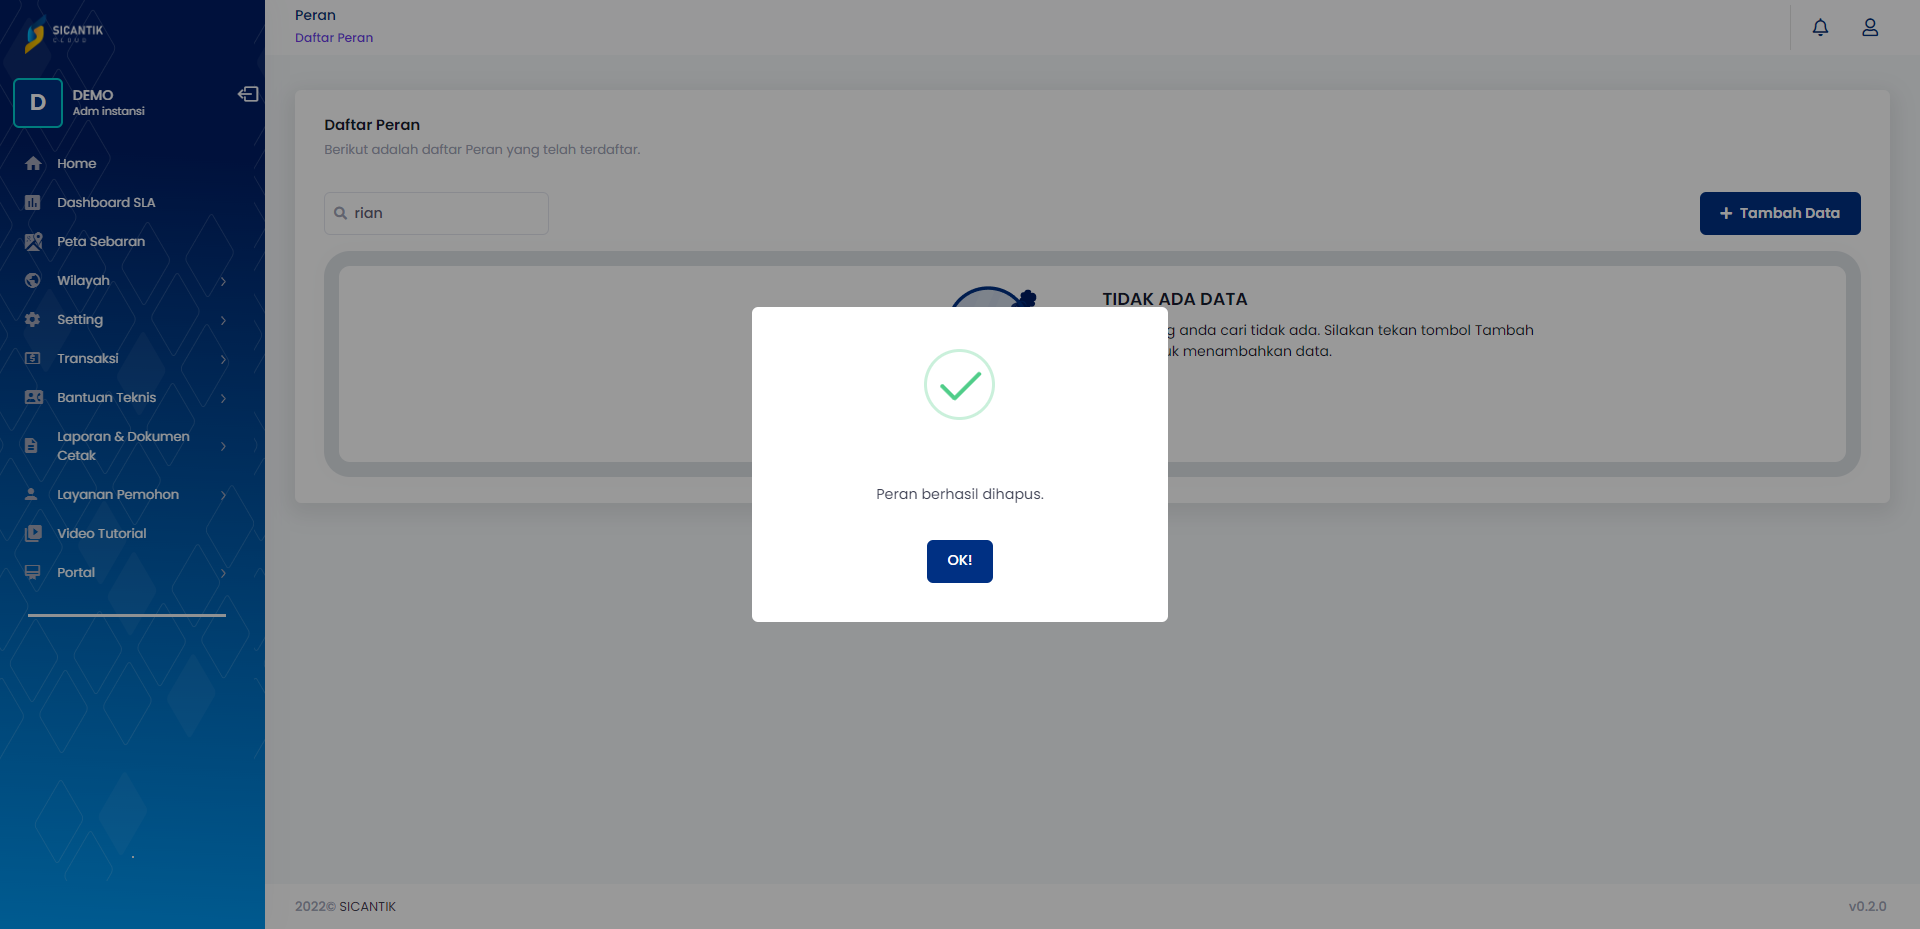 SICANTIK
CLOUD
D
DEMO
Adm instansi
Home
Dashboard SLA
Peta Sebaran
Wilayah
Setting
Transaksi
Bantuan Teknis
Laporan & Dokumen
Cetak
Layanan Pemohon
Video Tutorial
Portal
Peran
Daftar Peran
Daftar Peran
Berikut adalah daftar Peran yang telah terdaftar.
rian
+ Tambah Data
TIDAK ADA DATA
anda cari tidak ada. Silakan tekan tombol Tambah
menambahkan data.
Peran berhasil dihapus.
OK!
2022© SICANTIK
v0.2.0